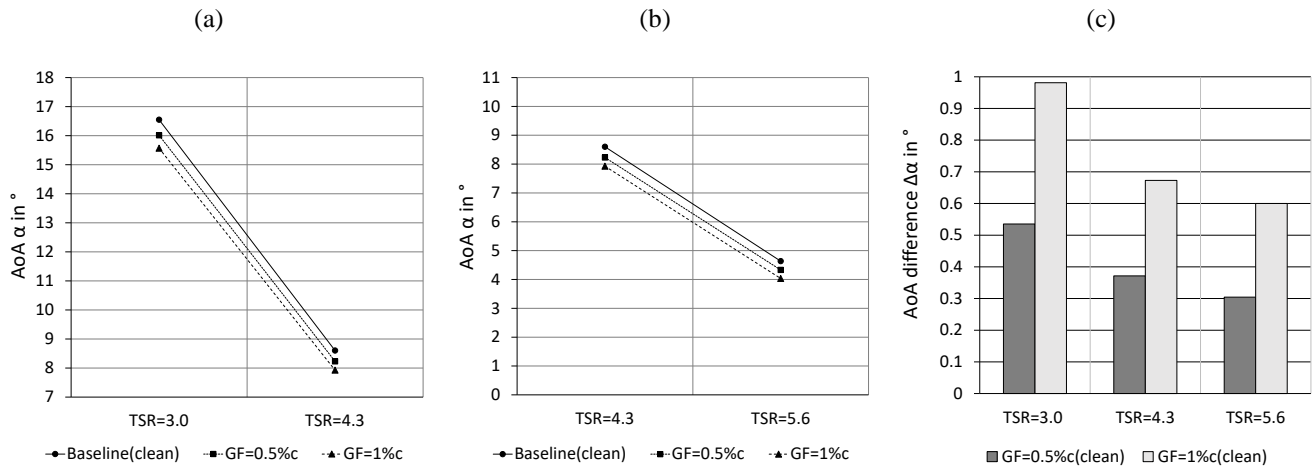 (a)
18
17
16
15
14
13
12
11
10
9
8
7
AoA α in °
TSR=3.0 TSR=4.3
Baseline(clean) GF=0.5%c GF=1%c
(b)
11
10
9
8
7
6
5
4
3
2
1
0
AoA α in °
TSR=4.3 TSR=5.6
Baseline(clean) GF=0.5%c GF=1%c
(c)
1
0.9
0.8
0.7
0.6
0.5
0.4
0.3
0.2
0.1
0
AoA difference Δα in °
TSR=3.0 TSR=4.3 TSR=5.6
GF=0.5%c(clean) GF=1%c(clean)